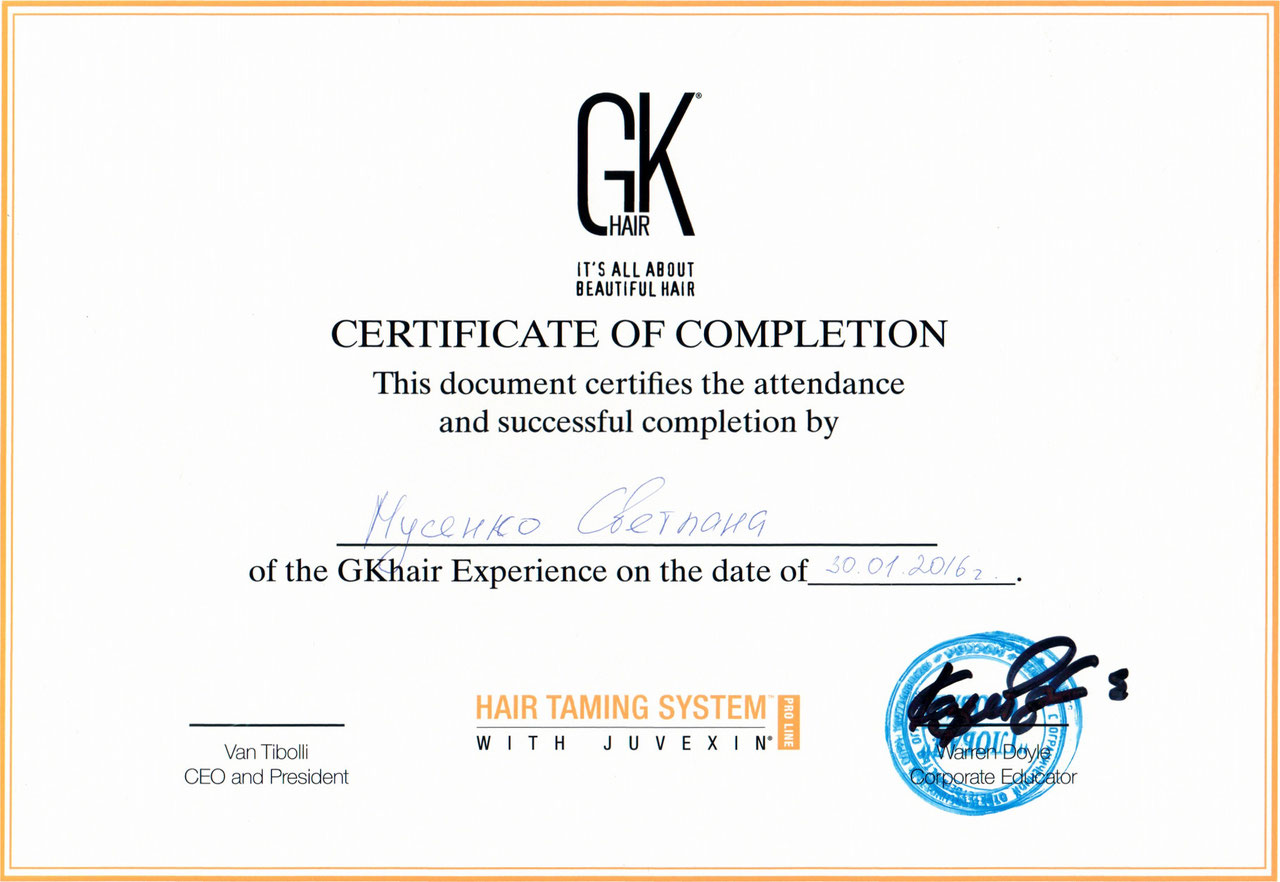 GK®
HAIR
IT'S ALL ABOUT
BEAUTIFUL HAIR
CERTIFICATE OF COMPLETION
This document certifies the attendance
and successful completion by
Мусенко Светлана
of the GKhair Experience on the date of 30.01.2016г.
HAIR TAMING SYSTEM™ PRO LINE
WITH JUVEXIN®
Van Tibolli
CEO and President
Warren Doyle
Corporate Educator